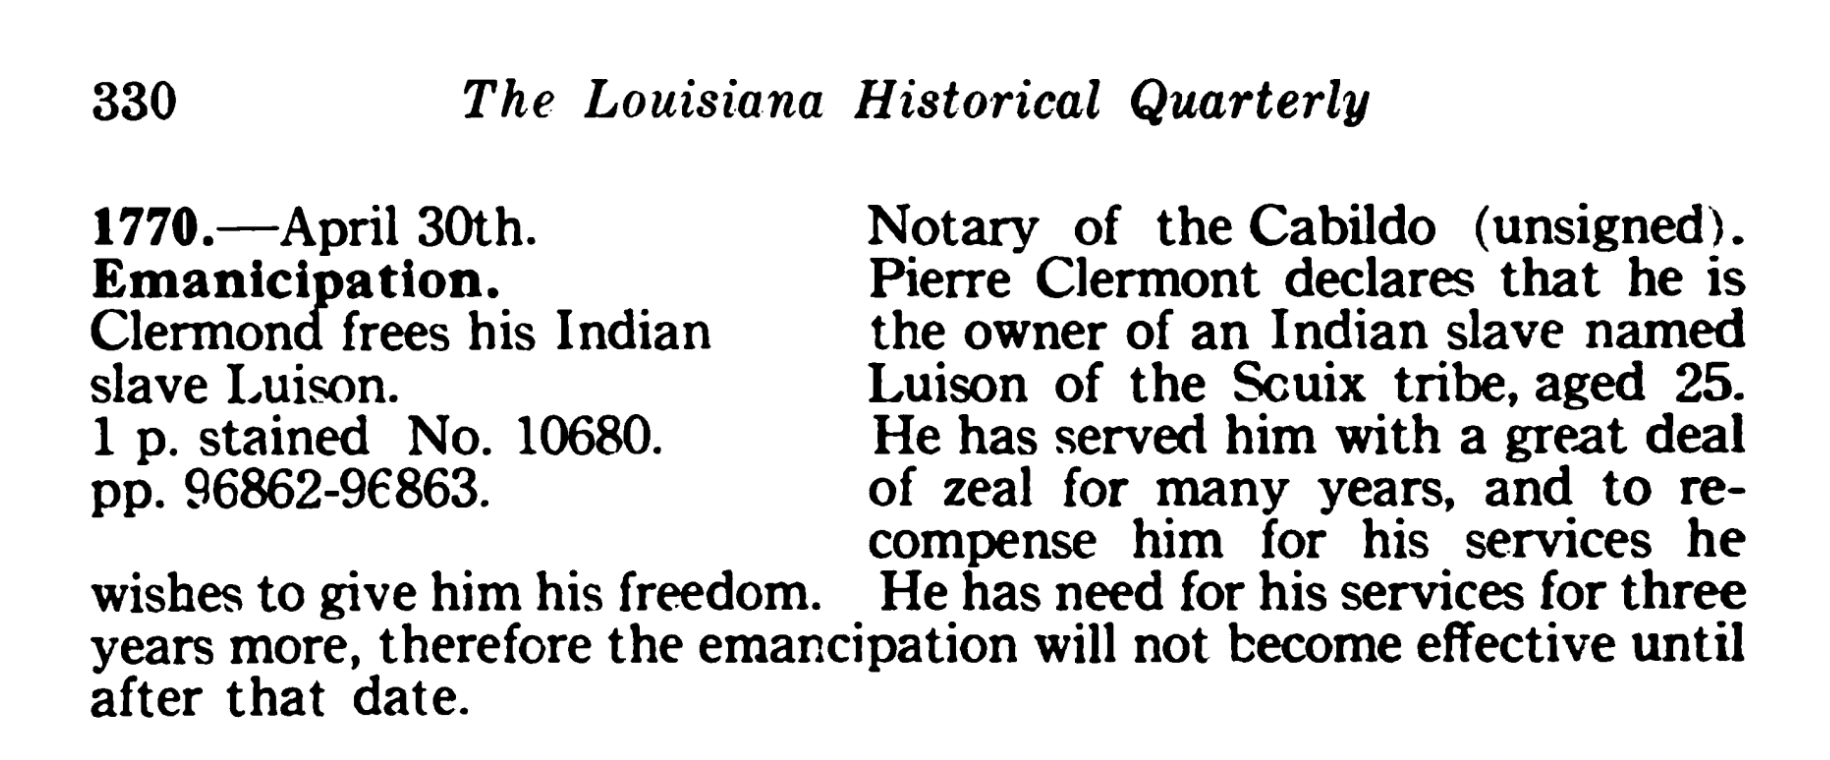 330 The Louisiana Historical Quarterly
1770.—April 30th.
Emanicipation.
Clermond frees his Indian
slave Luison.
1 p. stained No. 10680.
pp. 96862-96863.
Notary of the Cabildo (unsigned).
Pierre Clermont declares that he is
the owner of an Indian slave named
Luison of the Scuix tribe, aged 25.
He has served him with a great deal
of zeal for many years, and to re-
compense him for his services he
wishes to give him his freedom. He has need for his services for three
years more, therefore the emancipation will not become effective until
after that date.